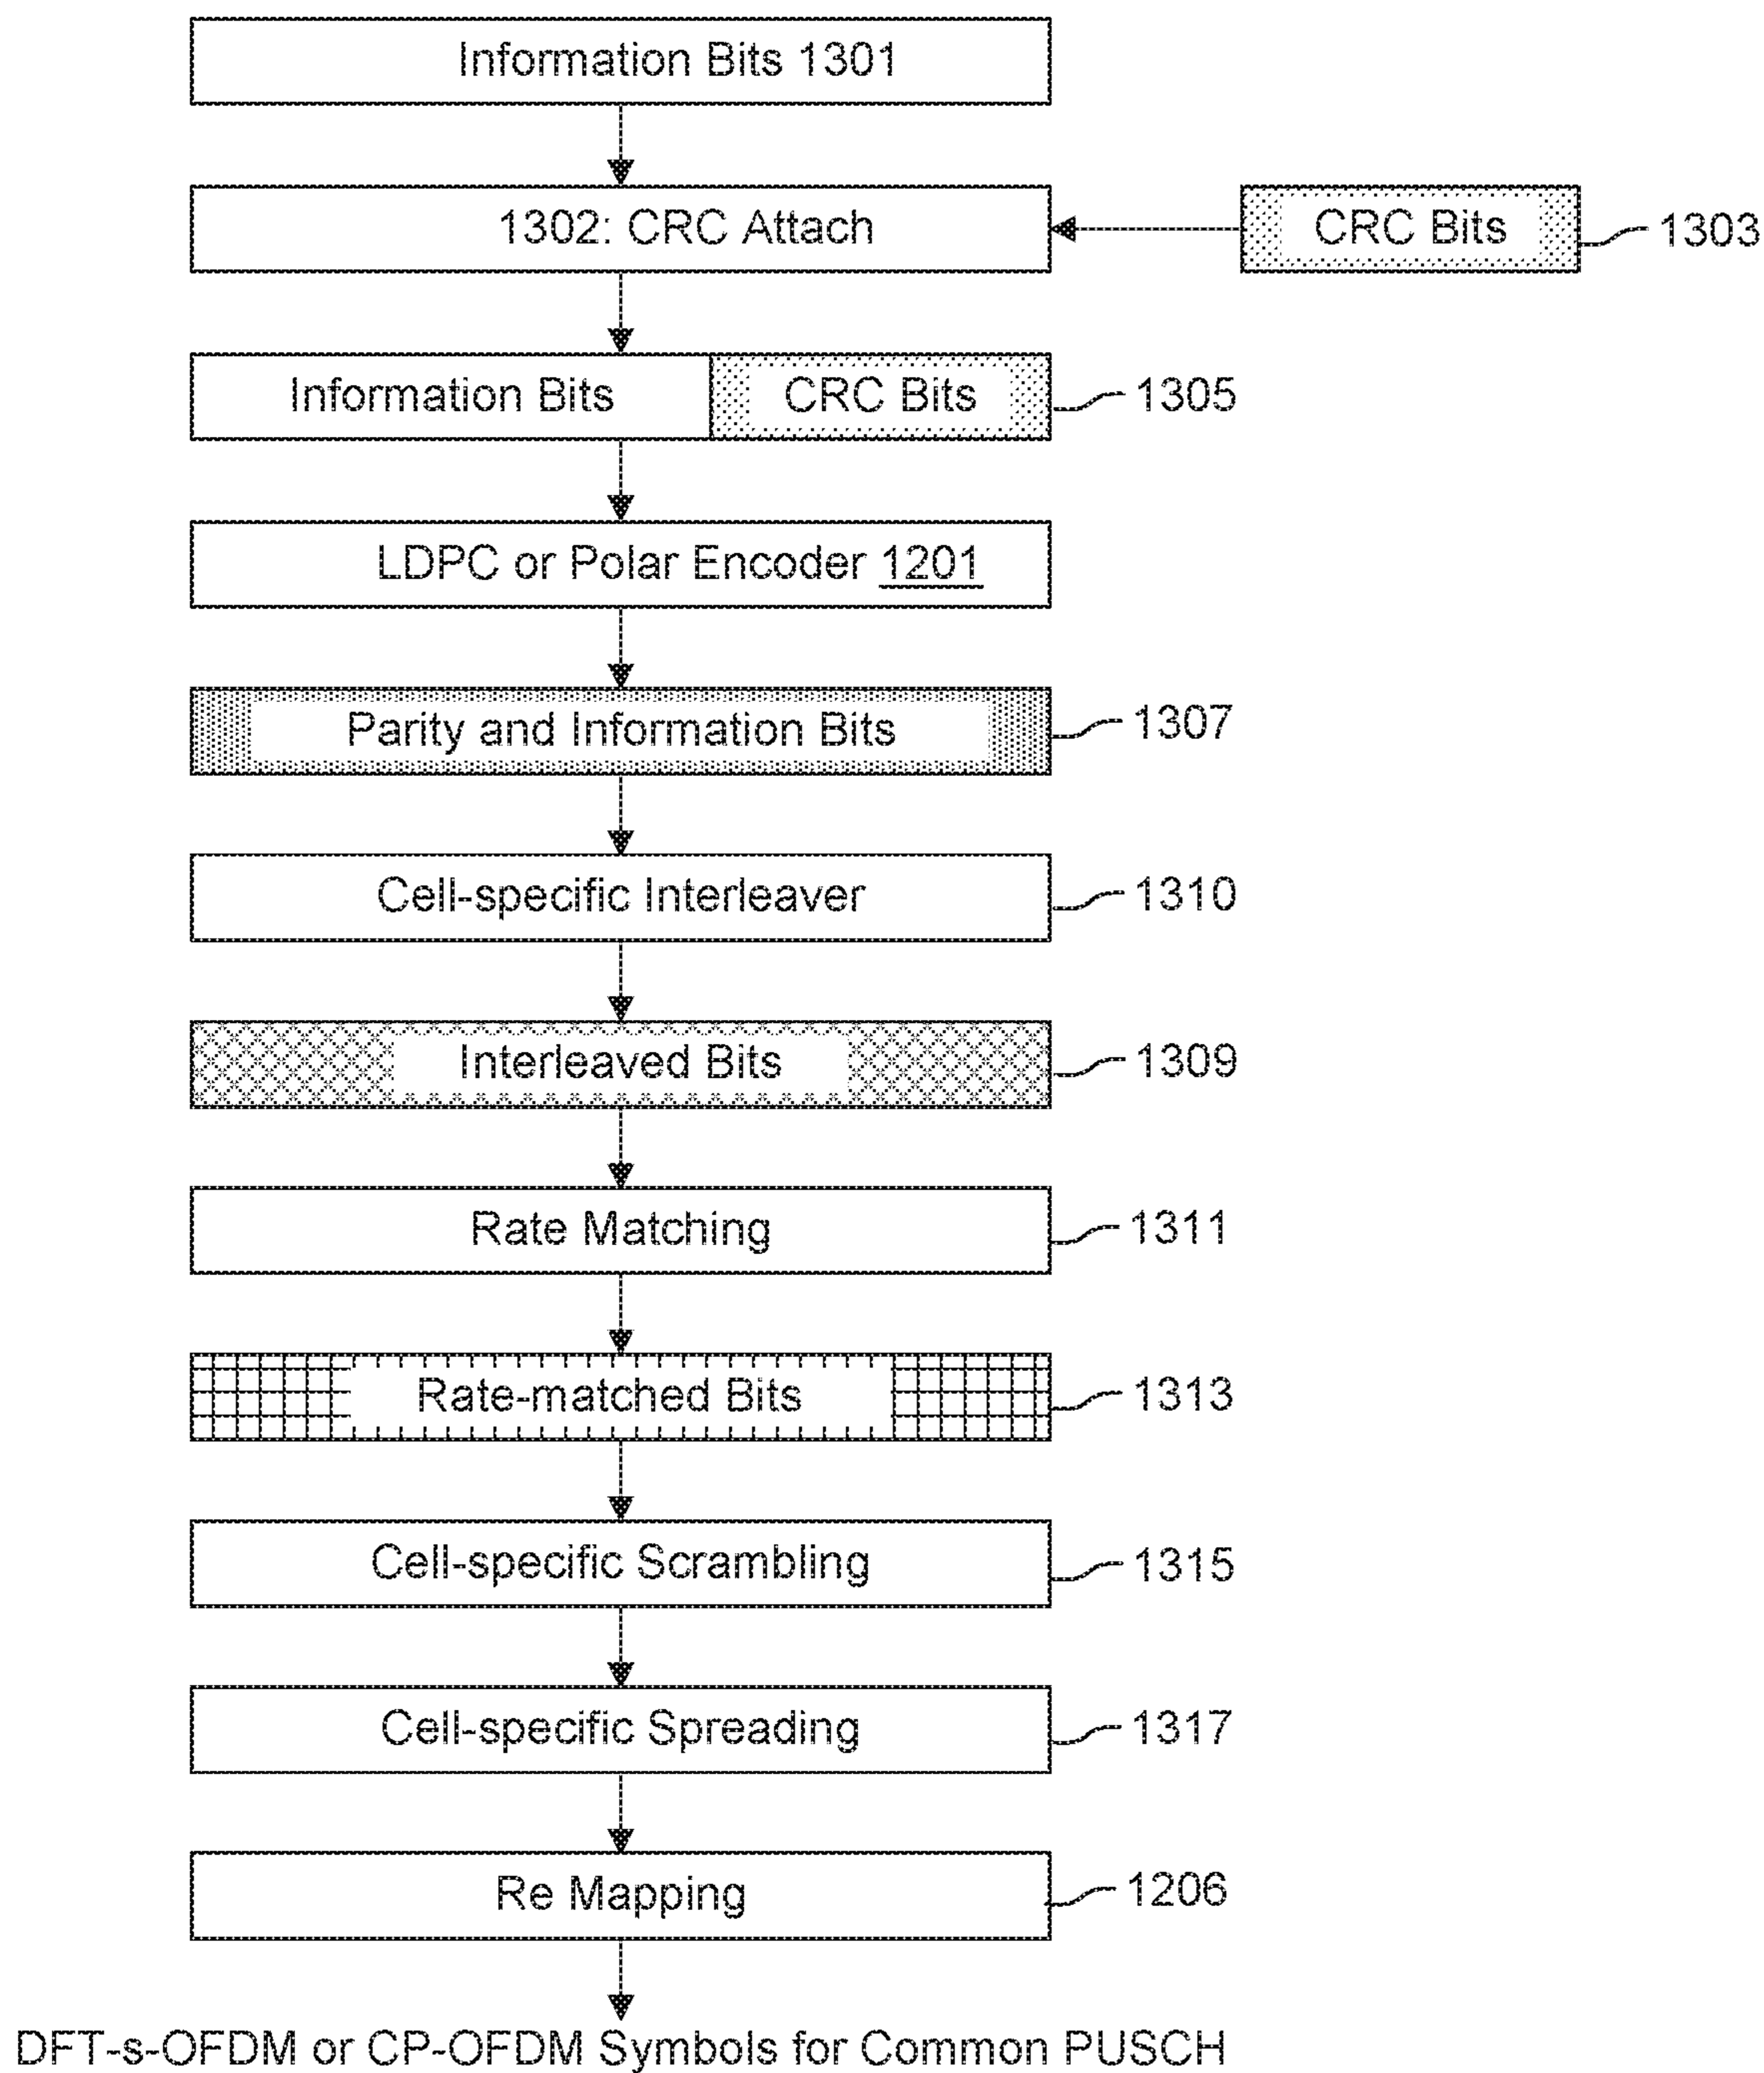 Information Bits 1301
1302: CRC Attach
CRC Bits
1303
Information Bits
CRC Bits
1305
LDPC or Polar Encoder 1201
Parity and Information Bits
1307
Cell-specific Interleaver
1310
Interleaved Bits
1309
Rate Matching
1311
Rate-matched Bits
1313
Cell-specific Scrambling
1315
Cell-specific Spreading
1317
Re Mapping
1206
DFT-s-OFDM or CP-OFDM Symbols for Common PUSCH